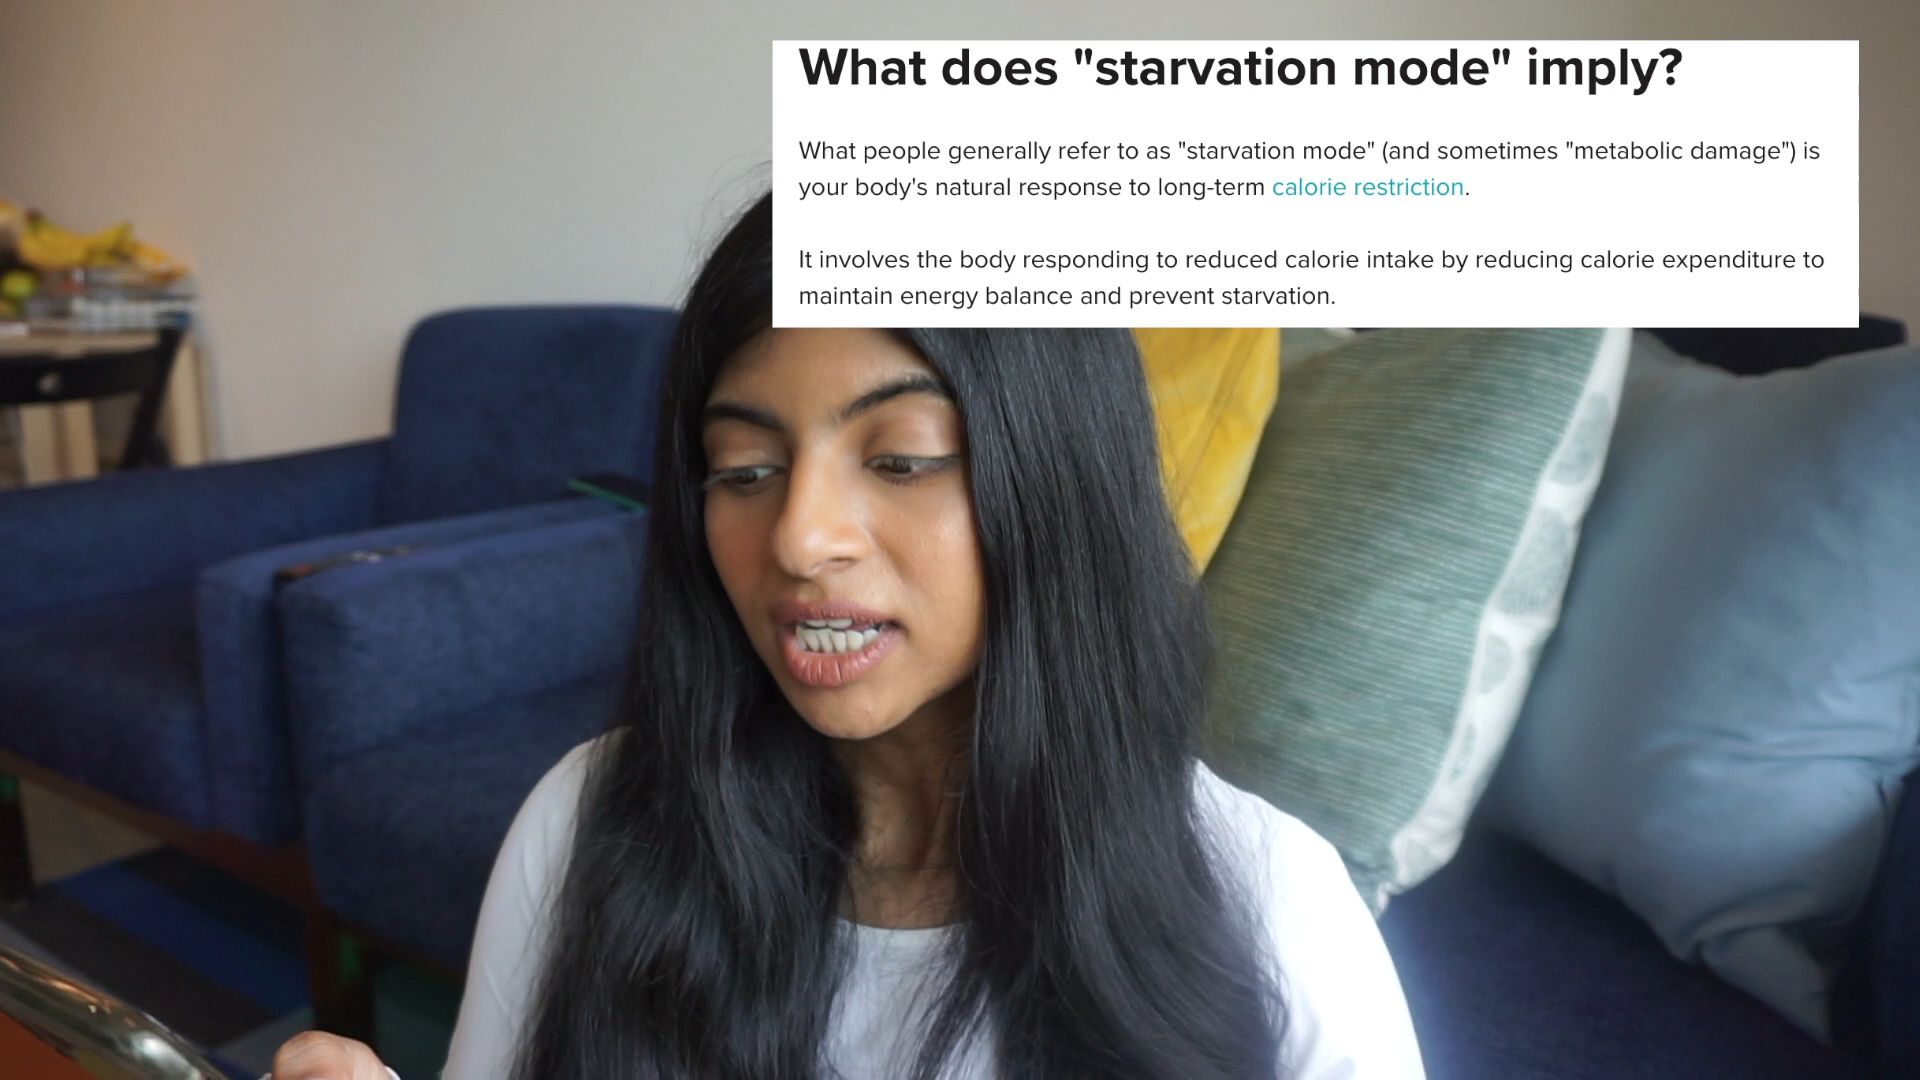 What does "starvation mode" imply?
What people generally refer to as "starvation mode" (and sometimes "metabolic damage") is
your body's natural response to long-term calorie restriction.
It involves the body responding to reduced calorie intake by reducing calorie expenditure to
maintain energy balance and prevent starvation.